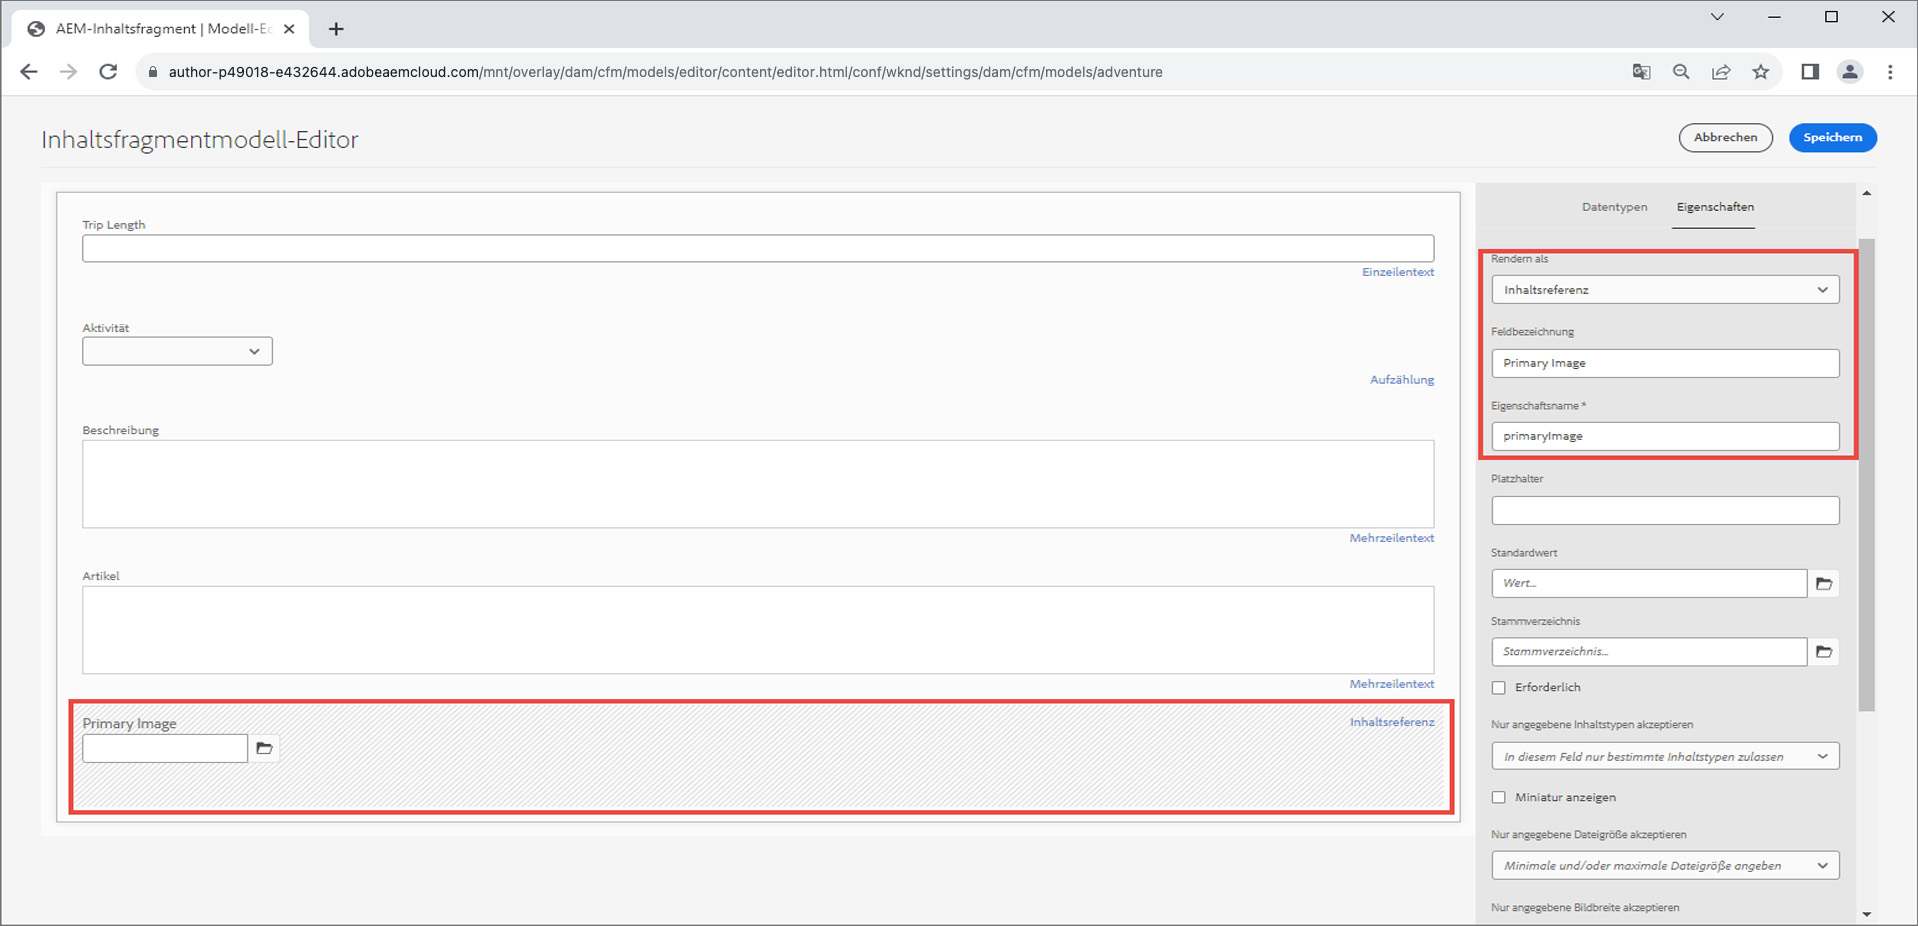 AEM-Inhaltsfragment | Modell-Ed
author-p49018-e432644.adobeaemcloud.com/mnt/overlay/dam/cfm/models/editor/content/editor.html/conf/wknd/settings/dam/cfm/models/adventure
Inhaltsfragmentmodell-Editor
Abbrechen
Speichern
Trip Length
Einzeilentext
Aktivität
Aufzählung
Beschreibung
Mehrzeilentext
Artikel
Mehrzeilentext
Primary Image
Inhaltsreferenz
Datentypen
Eigenschaften
Rendern als
Inhaltsreferenz
Feldbezeichnung
Primary Image
Eigenschaftsname *
primaryImage
Platzhalter
Standardwert
Wert...
Stammverzeichnis
Stammverzeichnis...
Erforderlich
Nur angegebene Inhaltstypen akzeptieren
In diesem Feld nur bestimmte Inhaltstypen zulassen
Miniatur anzeigen
Nur angegebene Dateigröße akzeptieren
Minimale und/oder maximale Dateigröße angeben
Nur angegebene Bildbreite akzeptieren